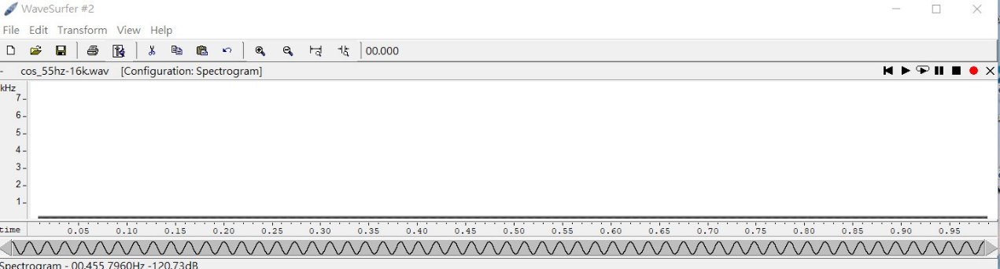 WaveSurfer #2
File Edit Transform View Help
00.000
- cos_55hz-16k.wav [Configuration: Spectrogram]
kHz
7
6
5
4
3
2
1
time 0.05 0.10 0.15 0.20 0.25 0.30 0.35 0.40 0.45 0.50 0.55 0.60 0.65 0.70 0.75 0.80 0.85 0.90 0.95
Spectrogram - 00.455 7960Hz -120.73dB